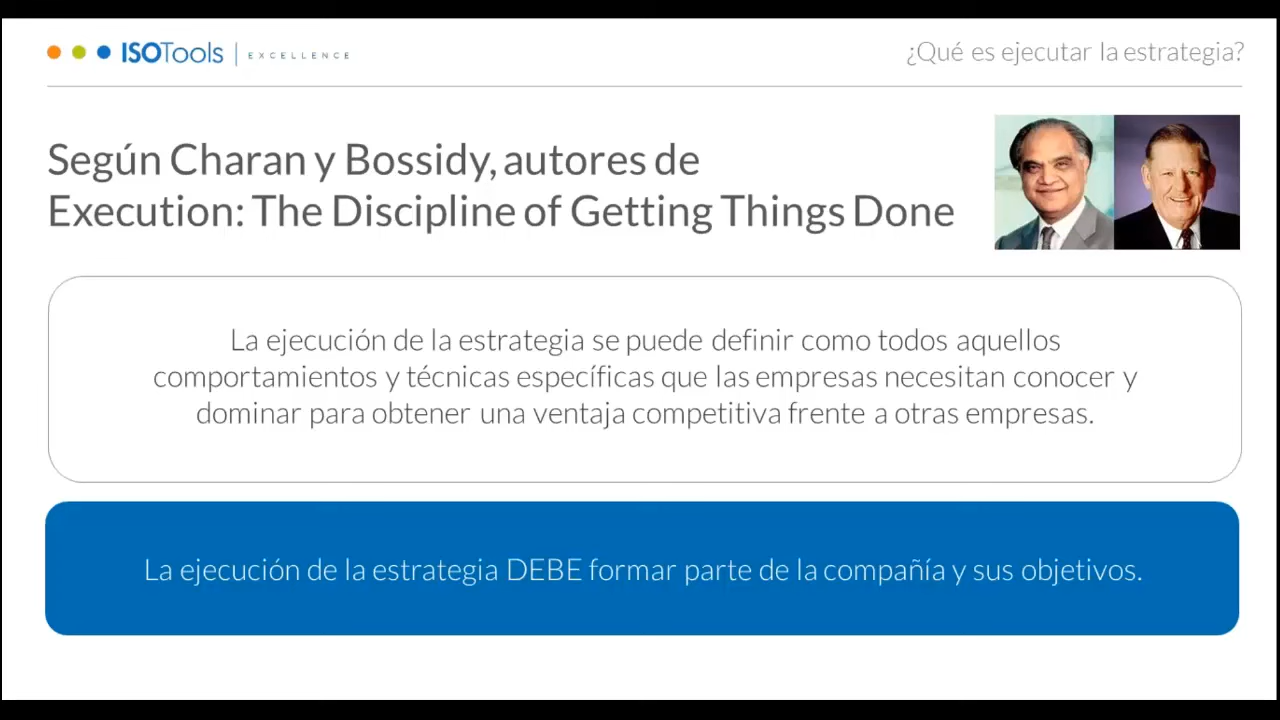 ISOTools | EXCELLENCE
¿Qué es ejecutar la estrategia?
Según Charan y Bossidy, autores de
Execution: The Discipline of Getting Things Done
La ejecución de la estrategia se puede definir como todos aquellos
comportamientos y técnicas específicas que las empresas necesitan conocer y
dominar para obtener una ventaja competitiva frente a otras empresas.
La ejecución de la estrategia DEBE formar parte de la compañía y sus objetivos.